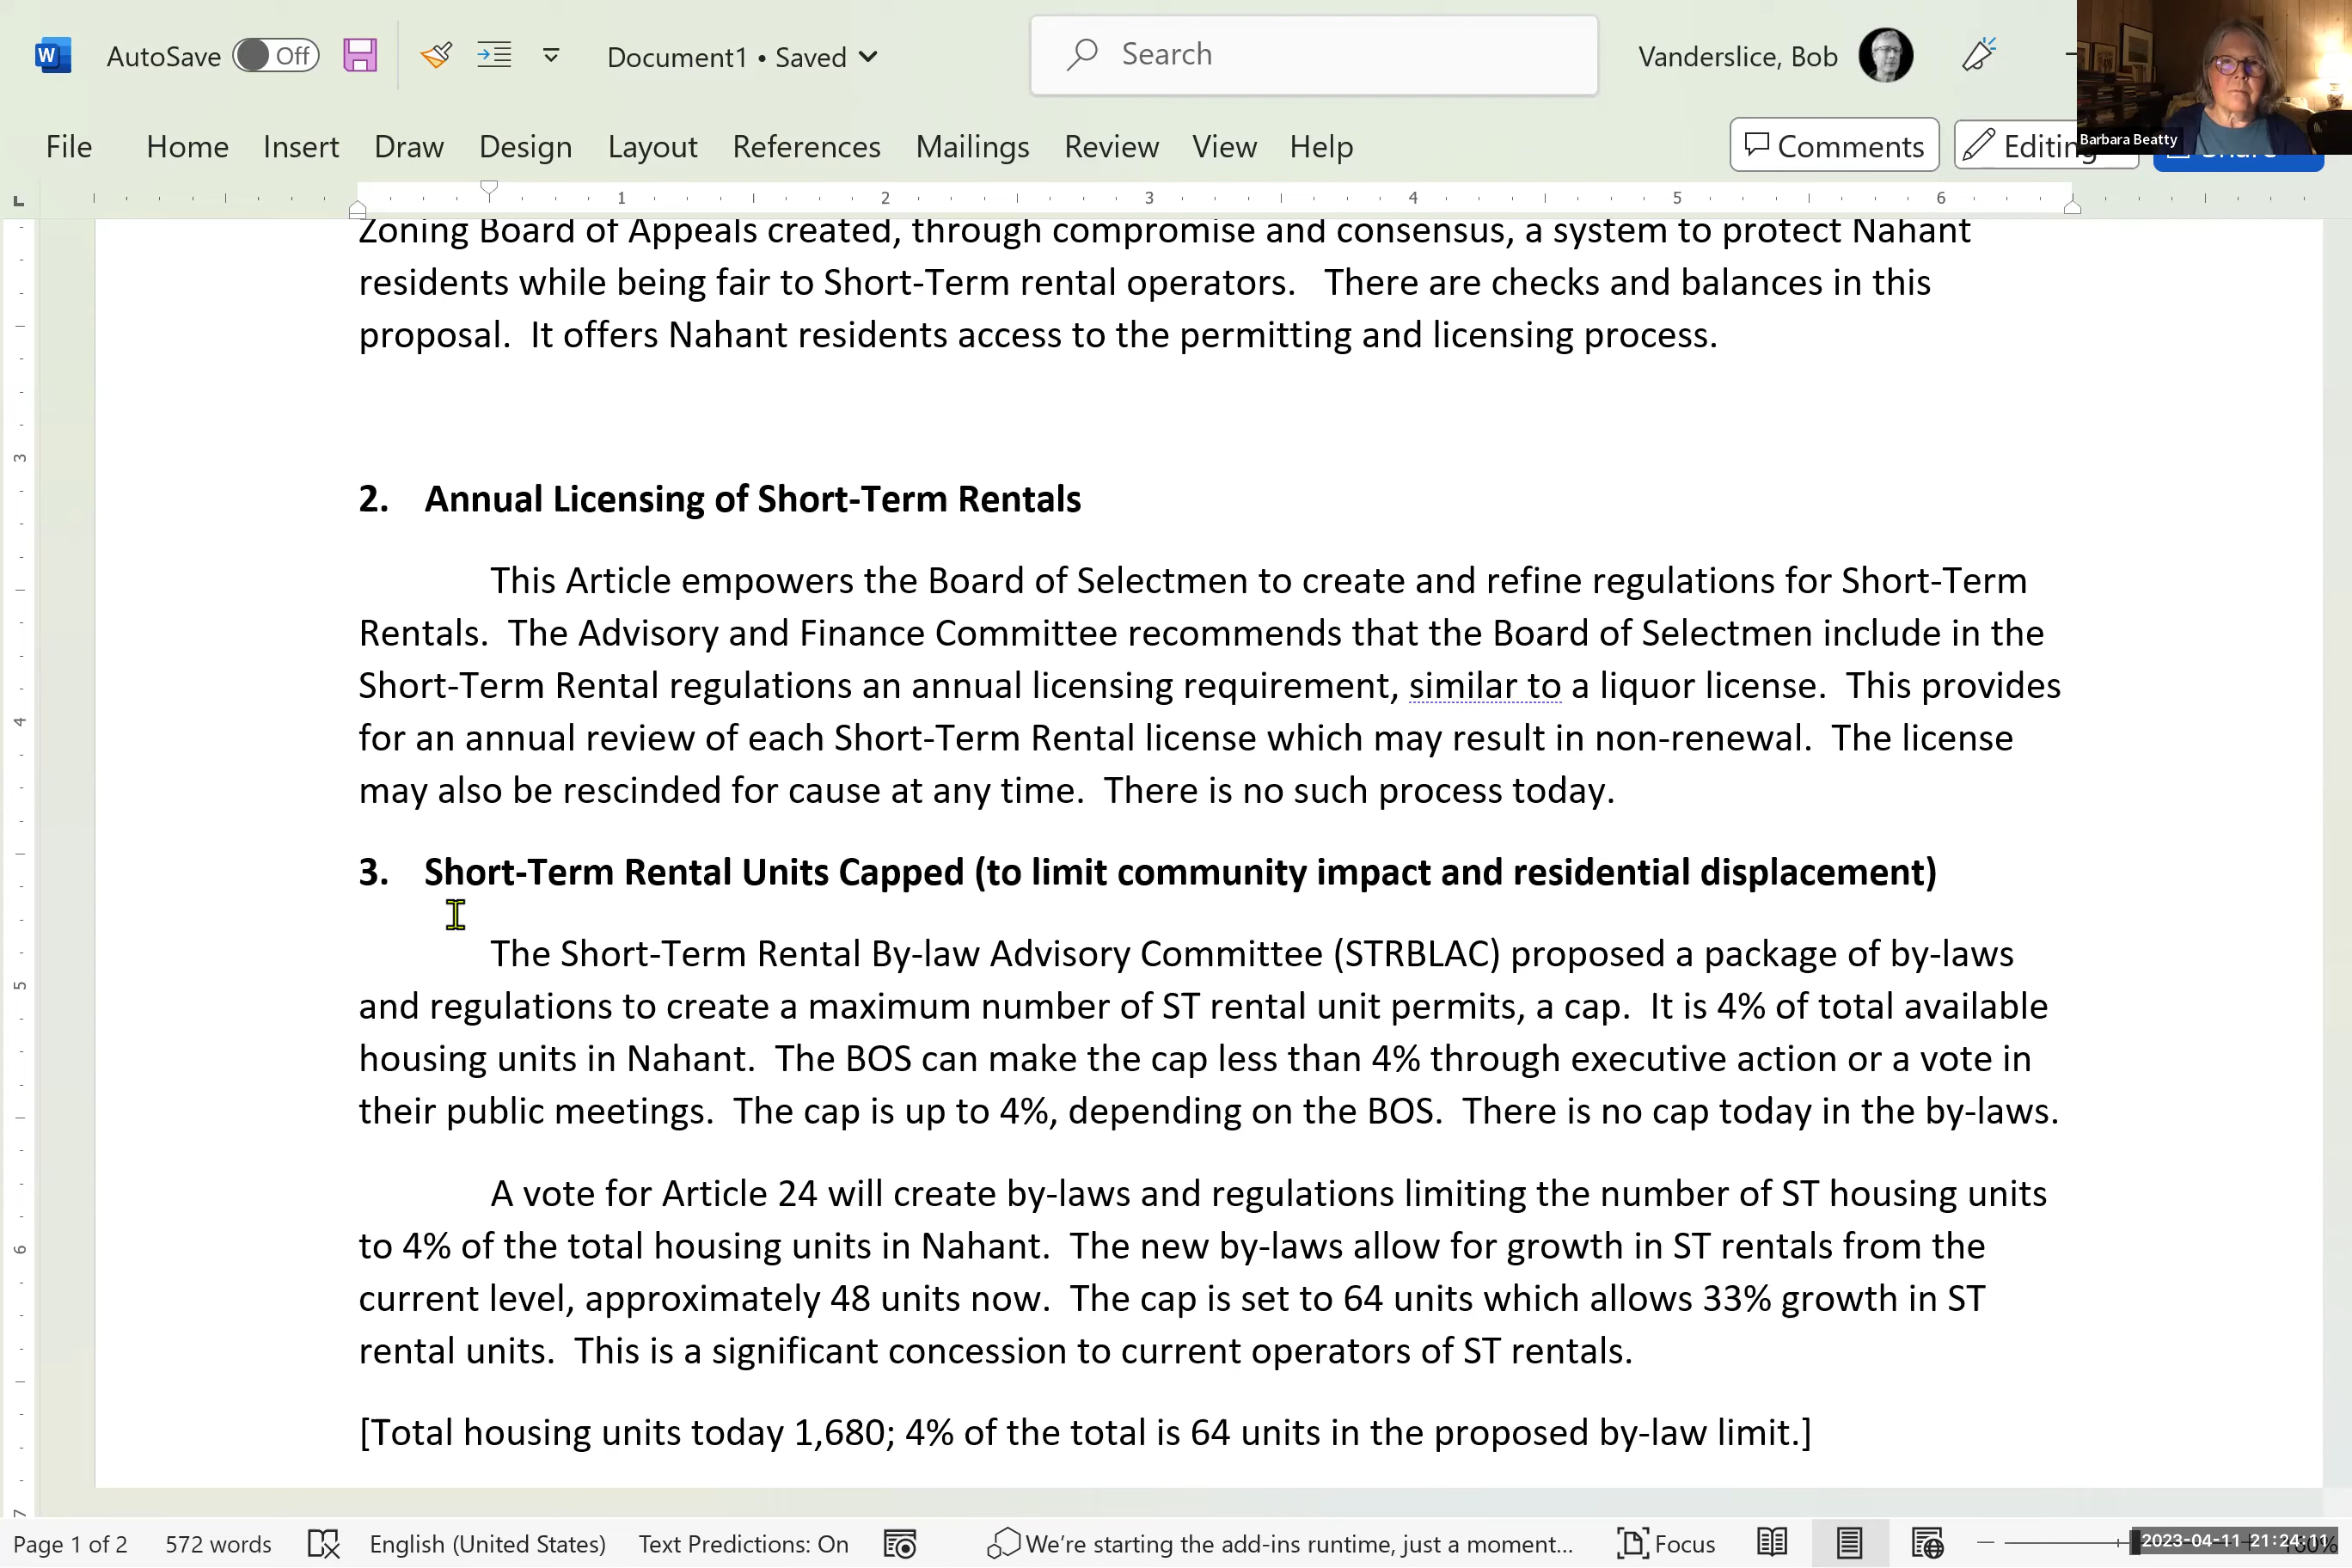 AutoSave Off Document1 • Saved Search Vanderslice, Bob
File Home Insert Draw Design Layout References Mailings Review View Help Comments Editing Barbara Beatty
1 2 3 4 5 6
Zoning Board of Appeals created, through compromise and consensus, a system to protect Nahant
residents while being fair to Short-Term rental operators. There are checks and balances in this
proposal. It offers Nahant residents access to the permitting and licensing process.
3
2. Annual Licensing of Short-Term Rentals
This Article empowers the Board of Selectmen to create and refine regulations for Short-Term
Rentals. The Advisory and Finance Committee recommends that the Board of Selectmen include in the
Short-Term Rental regulations an annual licensing requirement, similar to a liquor license. This provides
4
for an annual review of each Short-Term Rental license which may result in non-renewal. The license
may also be rescinded for cause at any time. There is no such process today.
3. Short-Term Rental Units Capped (to limit community impact and residential displacement)
The Short-Term Rental By-law Advisory Committee (STRBLAC) proposed a package of by-laws
5
and regulations to create a maximum number of ST rental unit permits, a cap. It is 4% of total available
housing units in Nahant. The BOS can make the cap less than 4% through executive action or a vote in
their public meetings. The cap is up to 4%, depending on the BOS. There is no cap today in the by-laws.
A vote for Article 24 will create by-laws and regulations limiting the number of ST housing units
6
to 4% of the total housing units in Nahant. The new by-laws allow for growth in ST rentals from the
current level, approximately 48 units now. The cap is set to 64 units which allows 33% growth in ST
rental units. This is a significant concession to current operators of ST rentals.
[Total housing units today 1,680; 4% of the total is 64 units in the proposed by-law limit.]
7
Page 1 of 2 572 words English (United States) Text Predictions: On We're starting the add-ins runtime, just a moment... Focus 2023-04-11 21:24:11